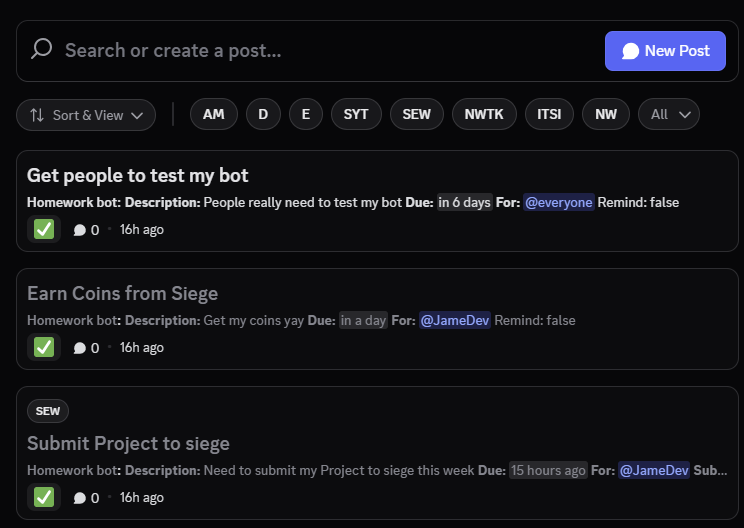 Search or create a post...
New Post
Sort & View
AM D E SYT SEW NWTK ITSI NW All
Get people to test my bot
Homework bot: Description: People really need to test my bot Due: in 6 days For: @everyone Remind: false
0 · 16h ago
Earn Coins from Siege
Homework bot: Description: Get my coins yay Due: in a day For: @JameDev Remind: false
0 · 16h ago
SEW
Submit Project to siege
Homework bot: Description: Need to submit my Project to siege this week Due: 15 hours ago For: @JameDev Sub...
0 · 16h ago